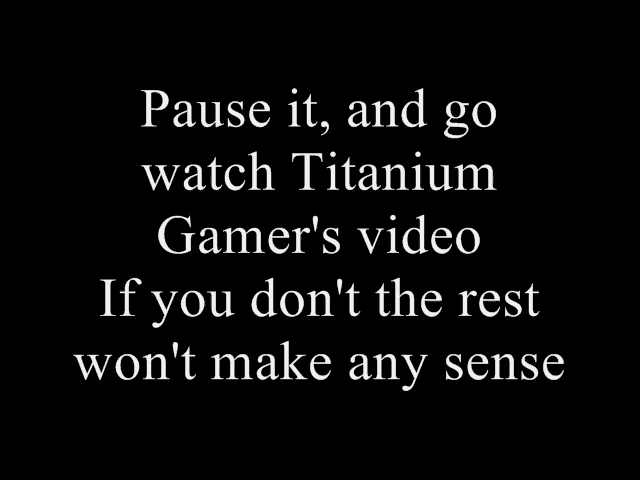 Pause it, and go
watch Titanium
Gamer's video
If you don't the rest
won't make any sense